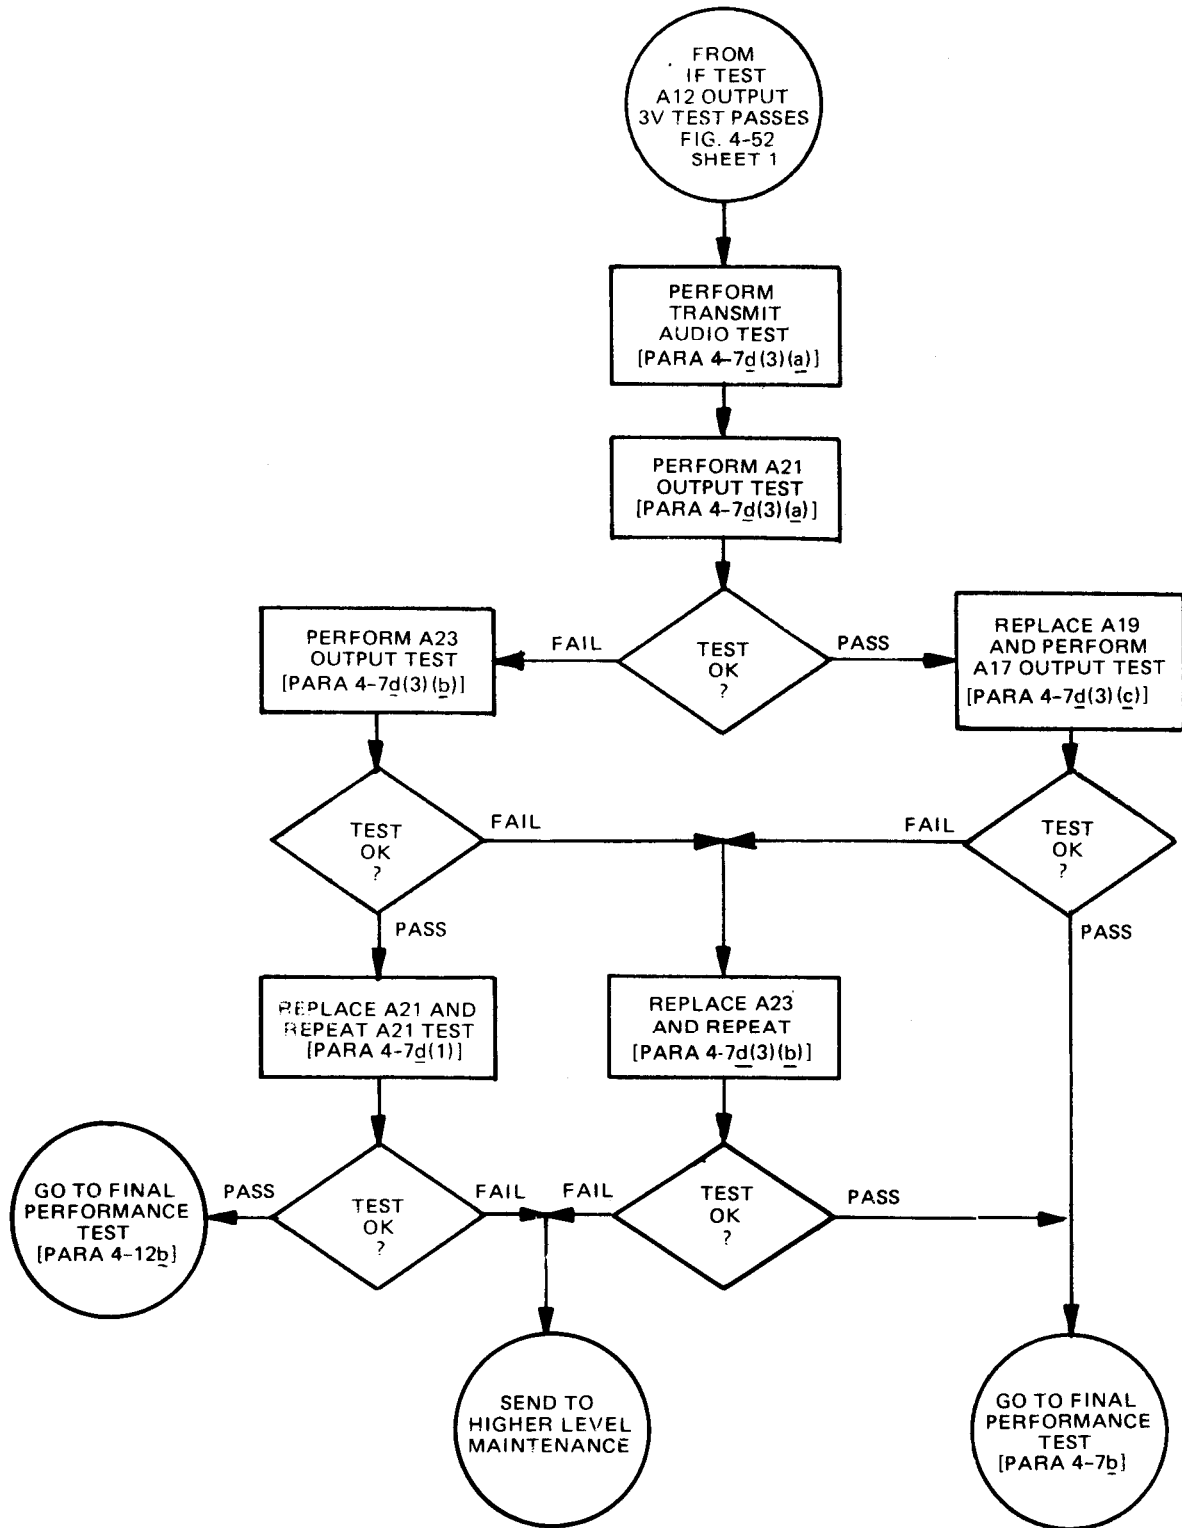 FROM
IF TEST
A12 OUTPUT
3V TEST PASSES
FIG. 4-52
SHEET 1
PERFORM
TRANSMIT
AUDIO TEST
[PARA 4-7d(3)(a)]
PERFORM A21
OUTPUT TEST
[PARA 4-7d(3)(a)]
PERFORM A23
OUTPUT TEST
[PARA 4-7d(3)(b)]
FAIL
TEST
OK
?
PASS
REPLACE A19
AND PERFORM
A17 OUTPUT TEST
[PARA 4-7d(3)(c)]
TEST
OK
?
FAIL
FAIL
TEST
OK
?
PASS
PASS
REPLACE A21 AND
REPEAT A21 TEST
[PARA 4-7d(1)]
REPLACE A23
AND REPEAT
[PARA 4-7d(3)(b)]
GO TO FINAL
PERFORMANCE
TEST
[PARA 4-12b]
PASS
TEST
OK
?
FAIL
FAIL
TEST
OK
?
PASS
SEND TO
HIGHER LEVEL
MAINTENANCE
GO TO FINAL
PERFORMANCE
TEST
[PARA 4-7b]